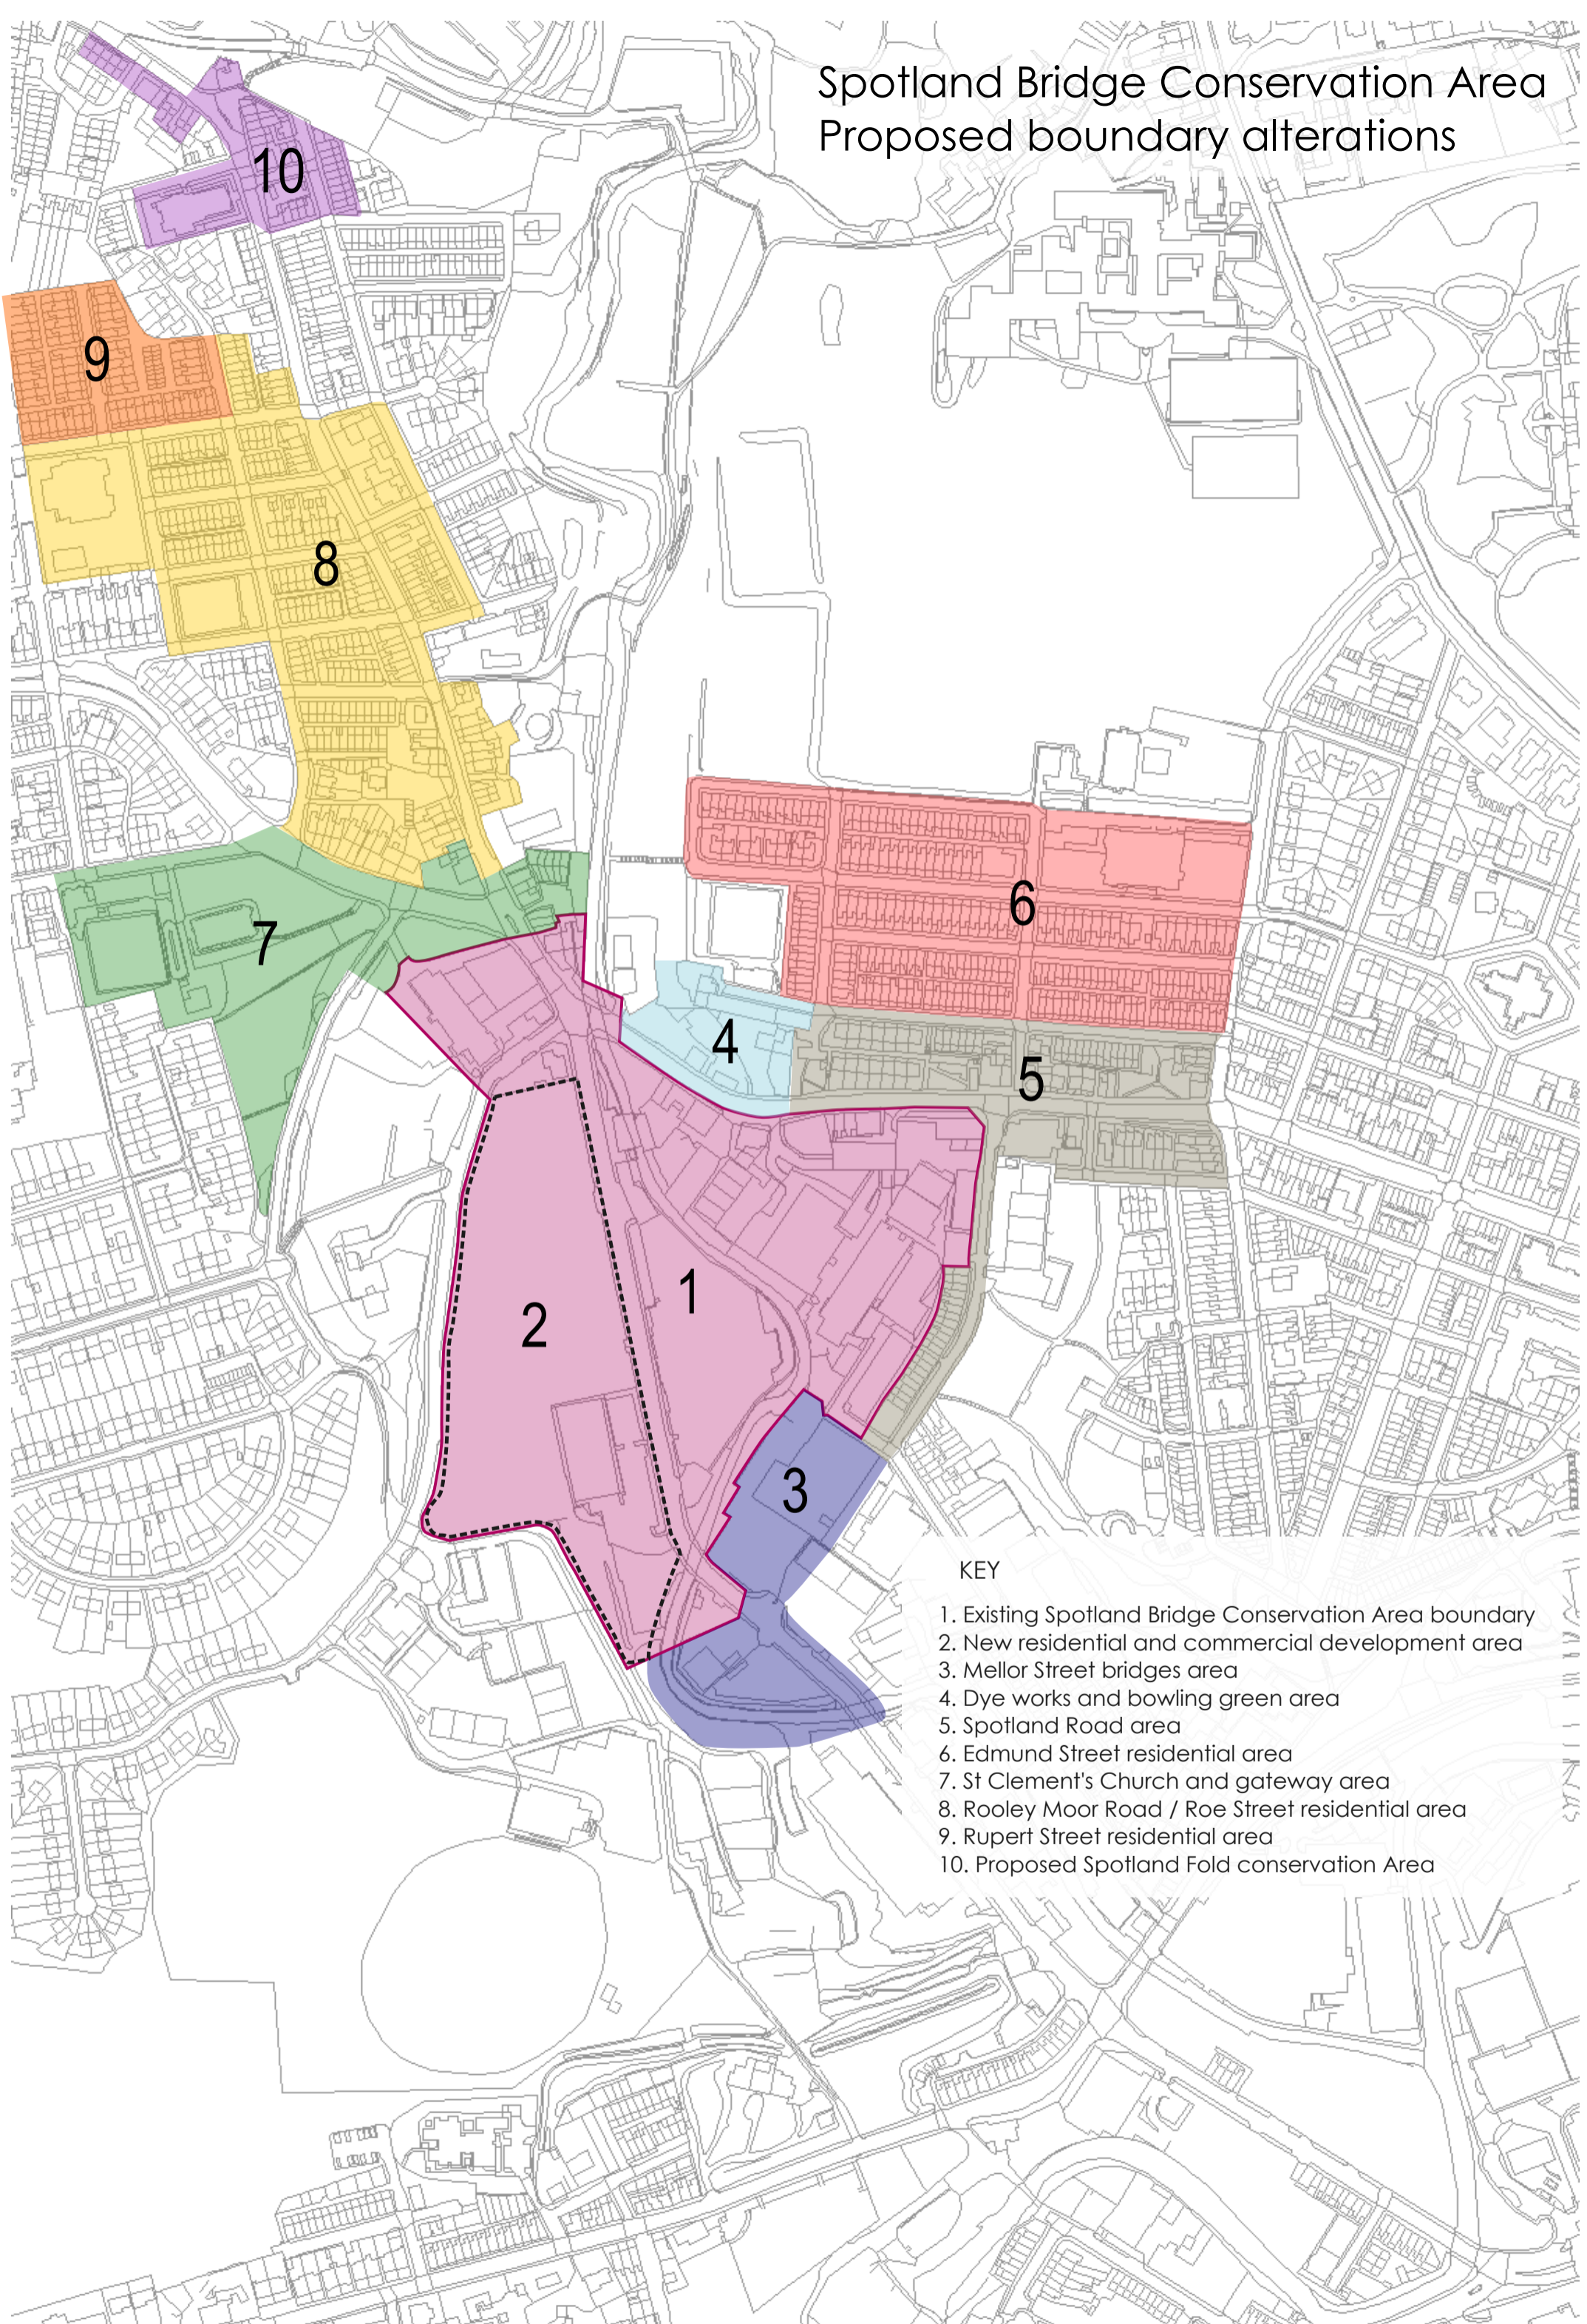 Spotland Bridge Conservation Area
Proposed boundary alterations
10
9
8
7
6
4
5
1
2
3
KEY
1. Existing Spotland Bridge Conservation Area boundary
2. New residential and commercial development area
3. Mellor Street bridges area
4. Dye works and bowling green area
5. Spotland Road area
6. Edmund Street residential area
7. St Clement's Church and gateway area
8. Rooley Moor Road / Roe Street residential area
9. Rupert Street residential area
10. Proposed Spotland Fold conservation Area